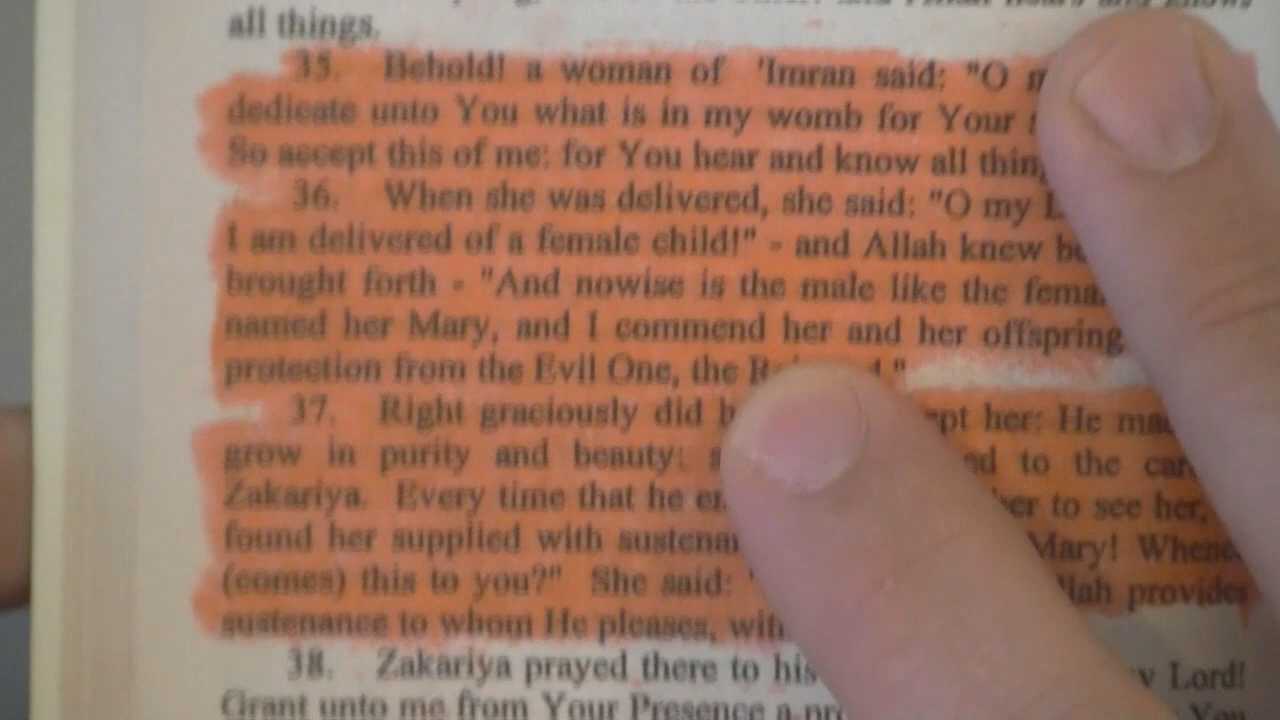 all things.
35. Behold! a woman of 'Imran said: "O
dedicate unto You what is in my womb for Your
So accept this of me: for You hear and know all
36. When she was delivered, she said: "O my
I am delivered of a female child!" - and Allah knew
brought forth - "And nowise is the male like the
named her Mary, and I commend her and her offspring
protection from the Evil One, the
37. Right graciously did her: He
grow in purity and beauty: to the
Zakariya. Every time that he to see her,
found her supplied with Mary!
(comes) this to you?" She said: provides
sustenance to whom He pleases,
38. Zakariya prayed there to his Lord!
Grant unto me from Your Presence a